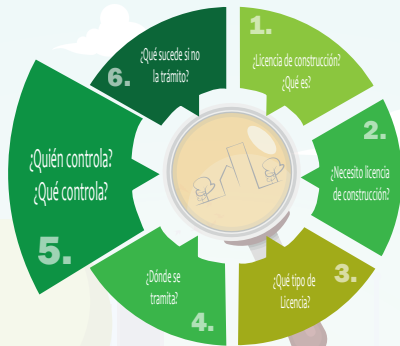 1.
¿Licencia de construcción?
¿Qué es?
2.
¿Necesito licencia
de construcción?
3.
¿Qué tipo de
Licencia?
4.
¿Dónde se
tramita?
5.
¿Quién controla?
¿Qué controla?
6.
¿Qué sucede si no
la trámito?